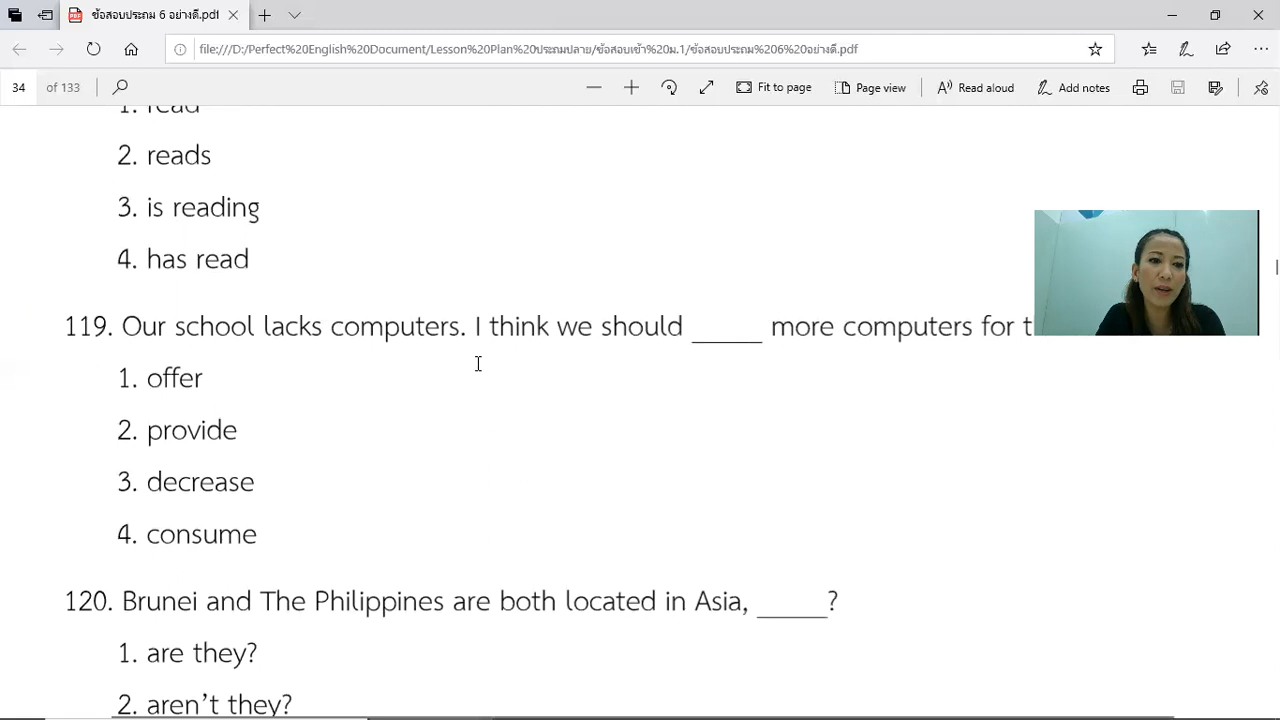 ข้อสอบประถม 6 อย่างดี.pdf
file:///D:/Perfect%20English%20Document/Lesson%20Plan%20ประถมปลาย/ข้อสอบเข้า%20ม.1/ข้อสอบประถม%206%20อย่างดี.pdf
34 of 133 Fit to page Page view Read aloud Add notes
1. read
2. reads
3. is reading
4. has read
119. Our school lacks computers. I think we should _____ more computers for t
1. offer
2. provide
3. decrease
4. consume
120. Brunei and The Philippines are both located in Asia, _____?
1. are they?
2. aren't they?